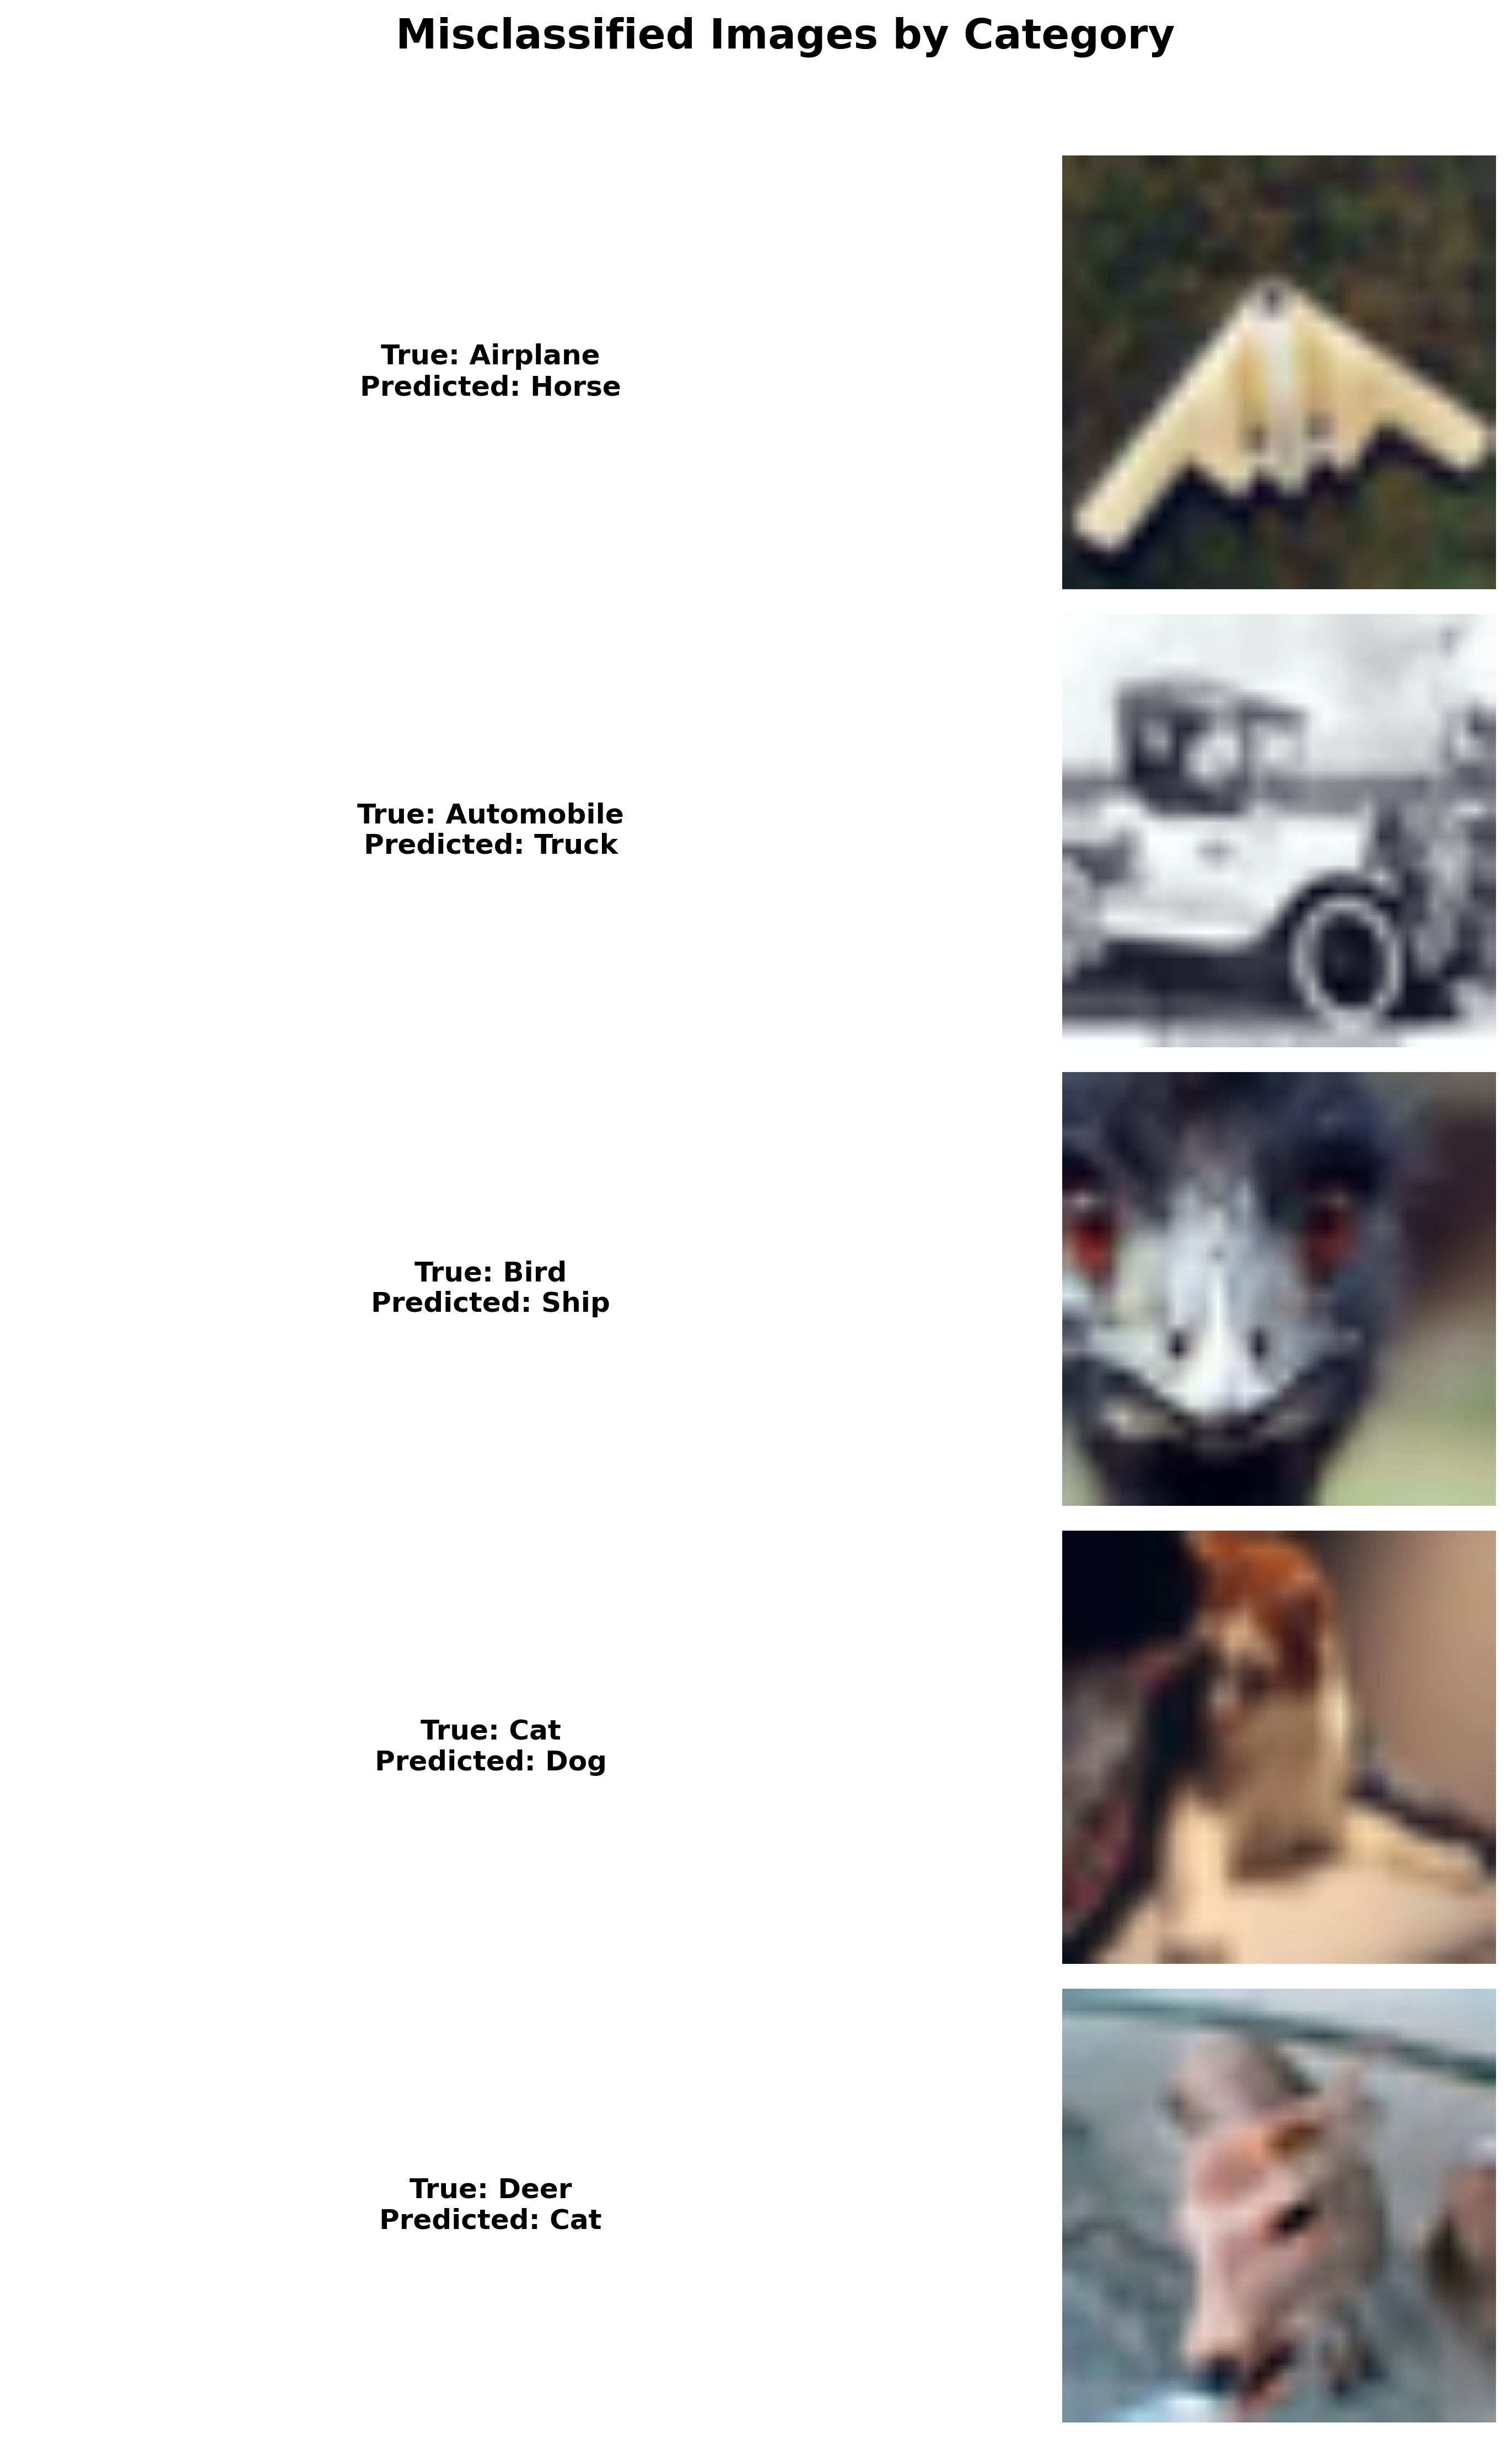 Misclassified Images by Category
True: Airplane
Predicted: Horse
True: Automobile
Predicted: Truck
True: Bird
Predicted: Ship
True: Cat
Predicted: Dog
True: Deer
Predicted: Cat